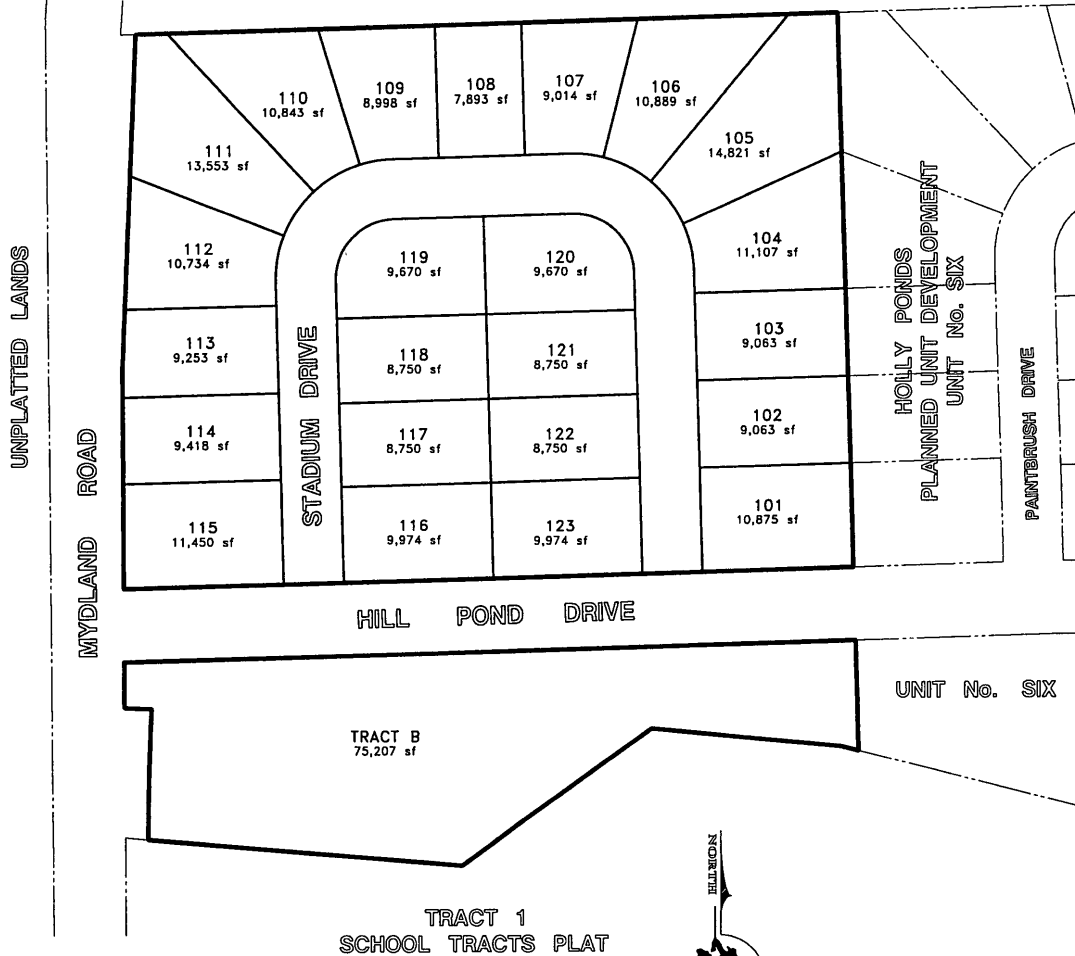 109
8,998 sf
108
7,893 sf
107
9,014 sf
106
10,889 sf
110
10,843 sf
111
13,553 sf
105
14,821 sf
112
10,734 sf
119
9,670 sf
120
9,670 sf
104
11,107 sf
113
9,253 sf
118
8,750 sf
121
8,750 sf
103
9,063 sf
114
9,418 sf
117
8,750 sf
122
8,750 sf
102
9,063 sf
115
11,450 sf
116
9,974 sf
123
9,974 sf
101
10,875 sf
UNPLATTED LANDS
MYDLAND ROAD
STADIUM DRIVE
HOLLY PONDS
PLANNED UNIT DEVELOPMENT
UNIT No. SIX
PAINTBRUSH DRIVE
HILL POND DRIVE
UNIT No. SIX
TRACT B
75,207 sf
NORTH
TRACT 1
SCHOOL TRACTS PLAT